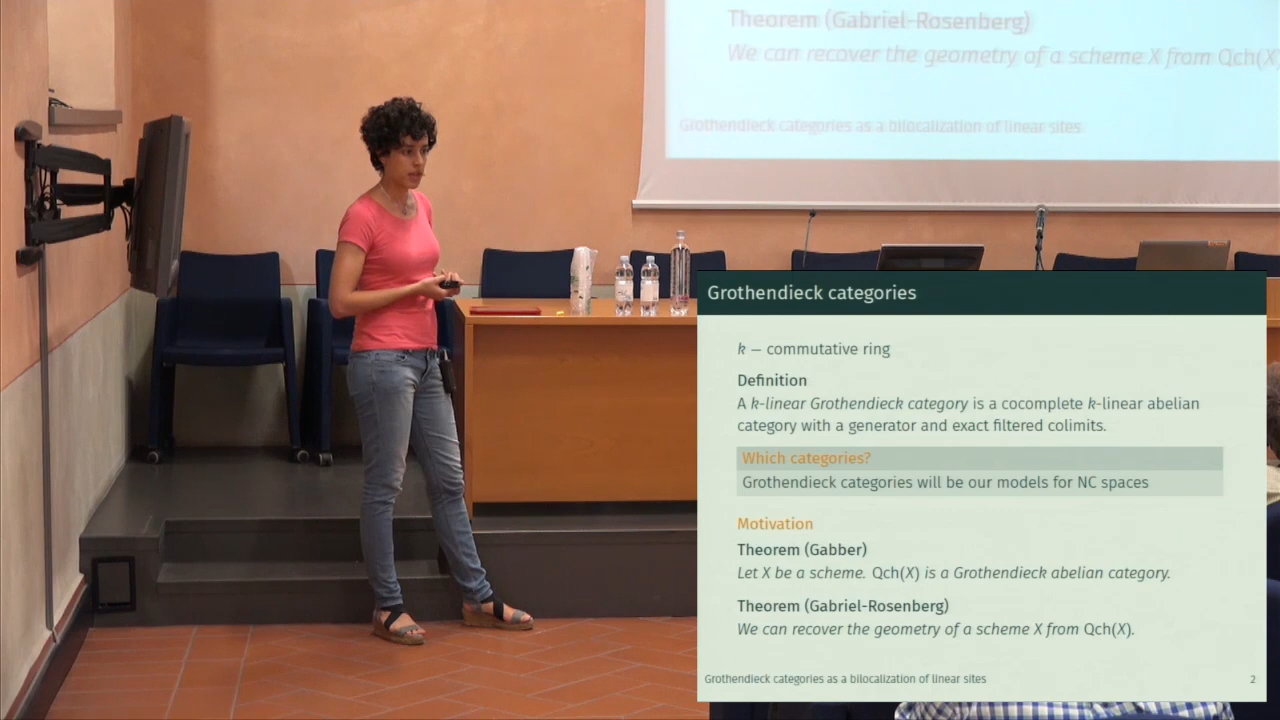 Theorem (Gabriel-Rosenberg)
We can recover the geometry of a scheme X from Qch(X)
Grothendieck categories as a bilocalization of linear sites
Grothendieck categories
k – commutative ring
Definition
A k-linear Grothendieck category is a cocomplete k-linear abelian
category with a generator and exact filtered colimits.
Which categories?
Grothendieck categories will be our models for NC spaces
Motivation
Theorem (Gabber)
Let X be a scheme. Qch(X) is a Grothendieck abelian category.
Theorem (Gabriel-Rosenberg)
We can recover the geometry of a scheme X from Qch(X).
Grothendieck categories as a bilocalization of linear sites
2